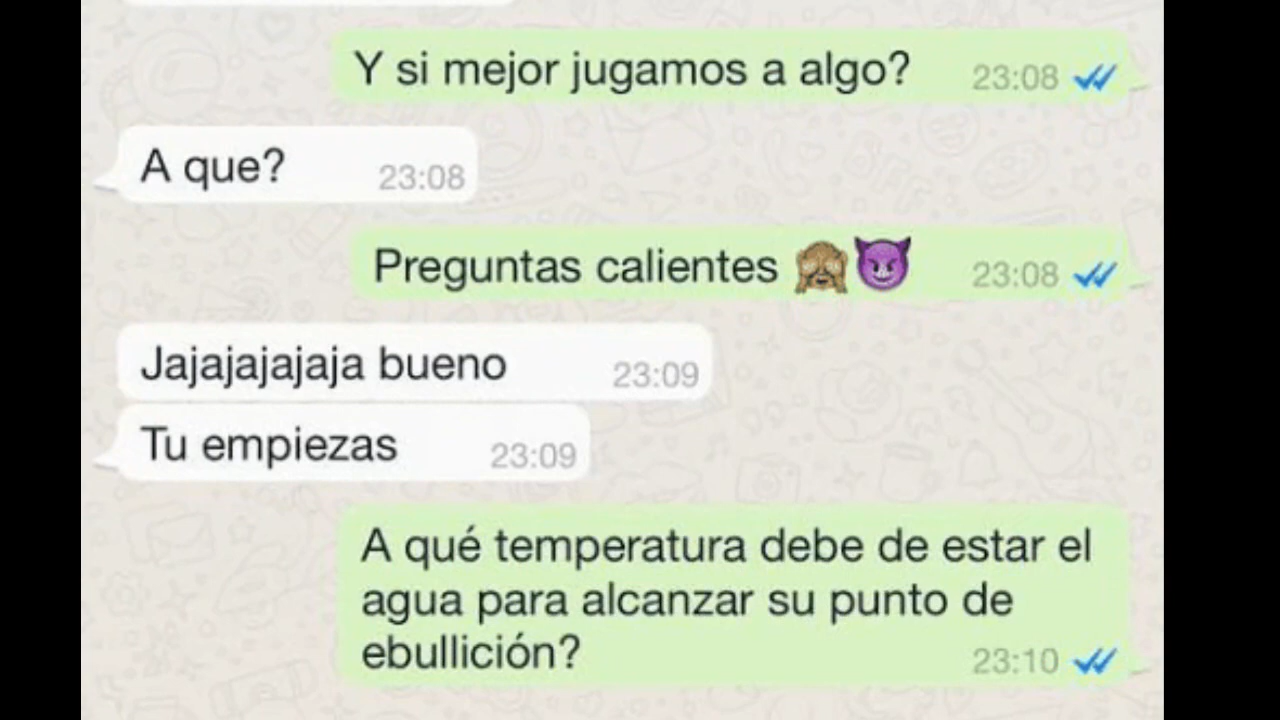 Y si mejor jugamos a algo? 23:08
A que? 23:08
Preguntas calientes 🙈😈 23:08
Jajajajajaja bueno 23:09
Tu empiezas 23:09
A qué temperatura debe de estar el
agua para alcanzar su punto de
ebullición? 23:10